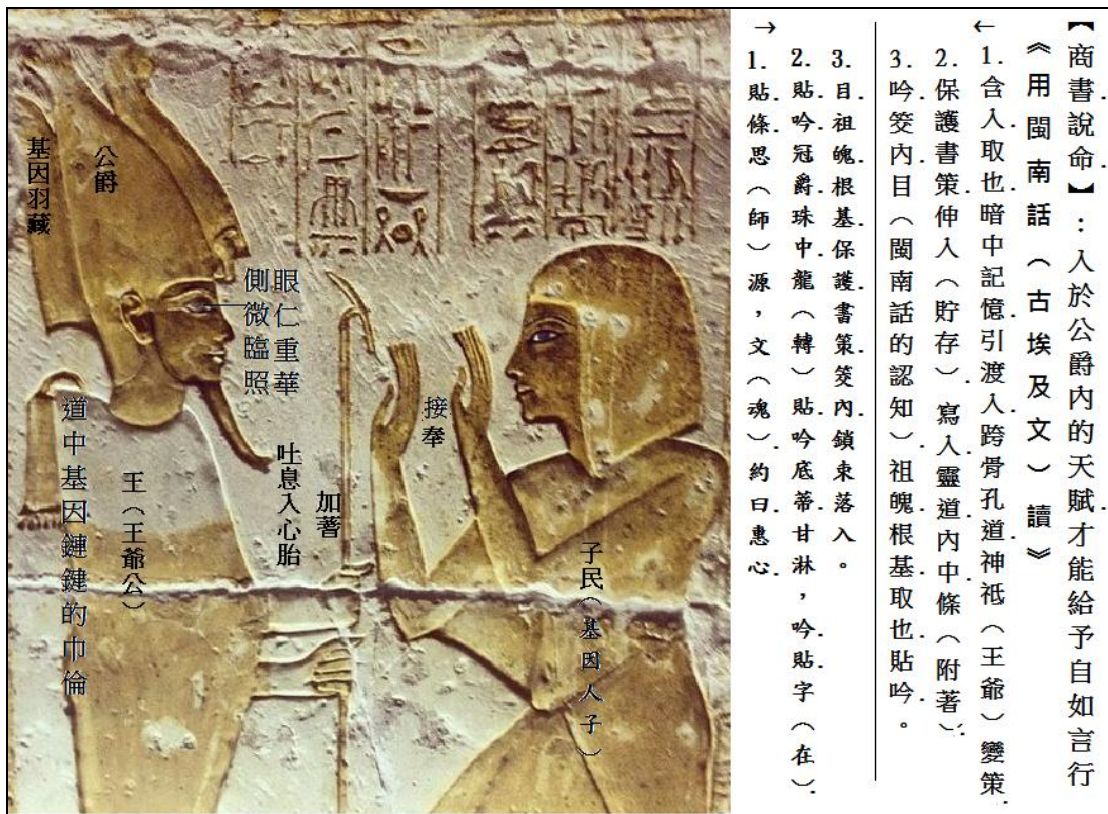 【商書.說命.】：入於公爵內的天賦才能給予自如言行
《用閩南話（古埃及文）讀》
←
1.含入.取也暗中記憶引渡入跨骨孔道神祇（王爺）變策.
2.保護書策.伸入（貯存）.寫入靈道內中條（附著）.
3.吟.筊內.目（閩南話的認知）.祖魄根基取也貼吟.。
3.目.祖魄.根基.保護.書策.筊內.鎖束落入。
2.貼.吟.冠爵.珠中龍（轉）貼.吟底蒂甘淋，吟.貼字（在）.
→
1.貼.條.思（師）源，文（魂）.約曰惠心.
公爵
基因羽藏
眼仁重華
側微臨照
接奉
加蓍
吐息入心胎
子民（基因人子）
王（王爺公）
道中基因鏈鍵的巾倫